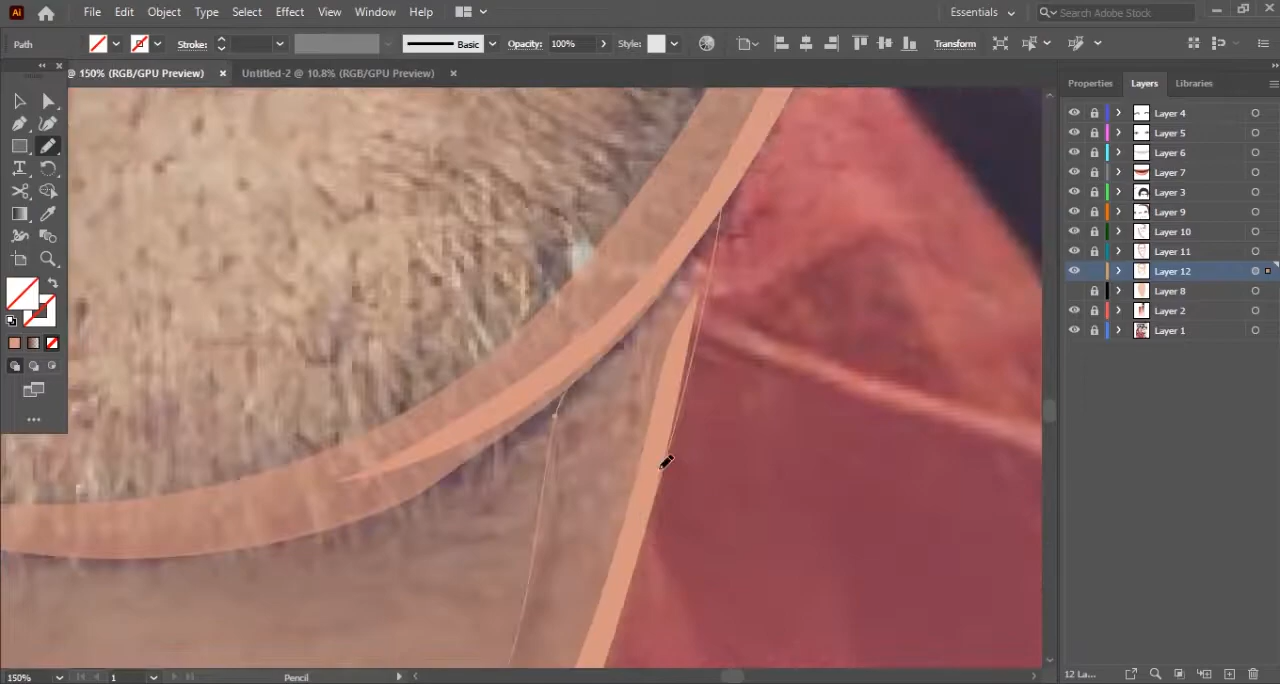 Ai File Edit Object Type Select Effect View Window Help Essentials Search Adobe Stock
Path Stroke: Basic Opacity: 100% Style: Transform
@ 150% (RGB/GPU Preview) × Untitled-2 @ 10.8% (RGB/GPU Preview) ×
Properties Layers Libraries
Layer 4
Layer 5
Layer 6
Layer 7
Layer 3
Layer 9
Layer 10
Layer 11
Layer 12
Layer 8
Layer 2
Layer 1
150% 1 Pencil 12 La...